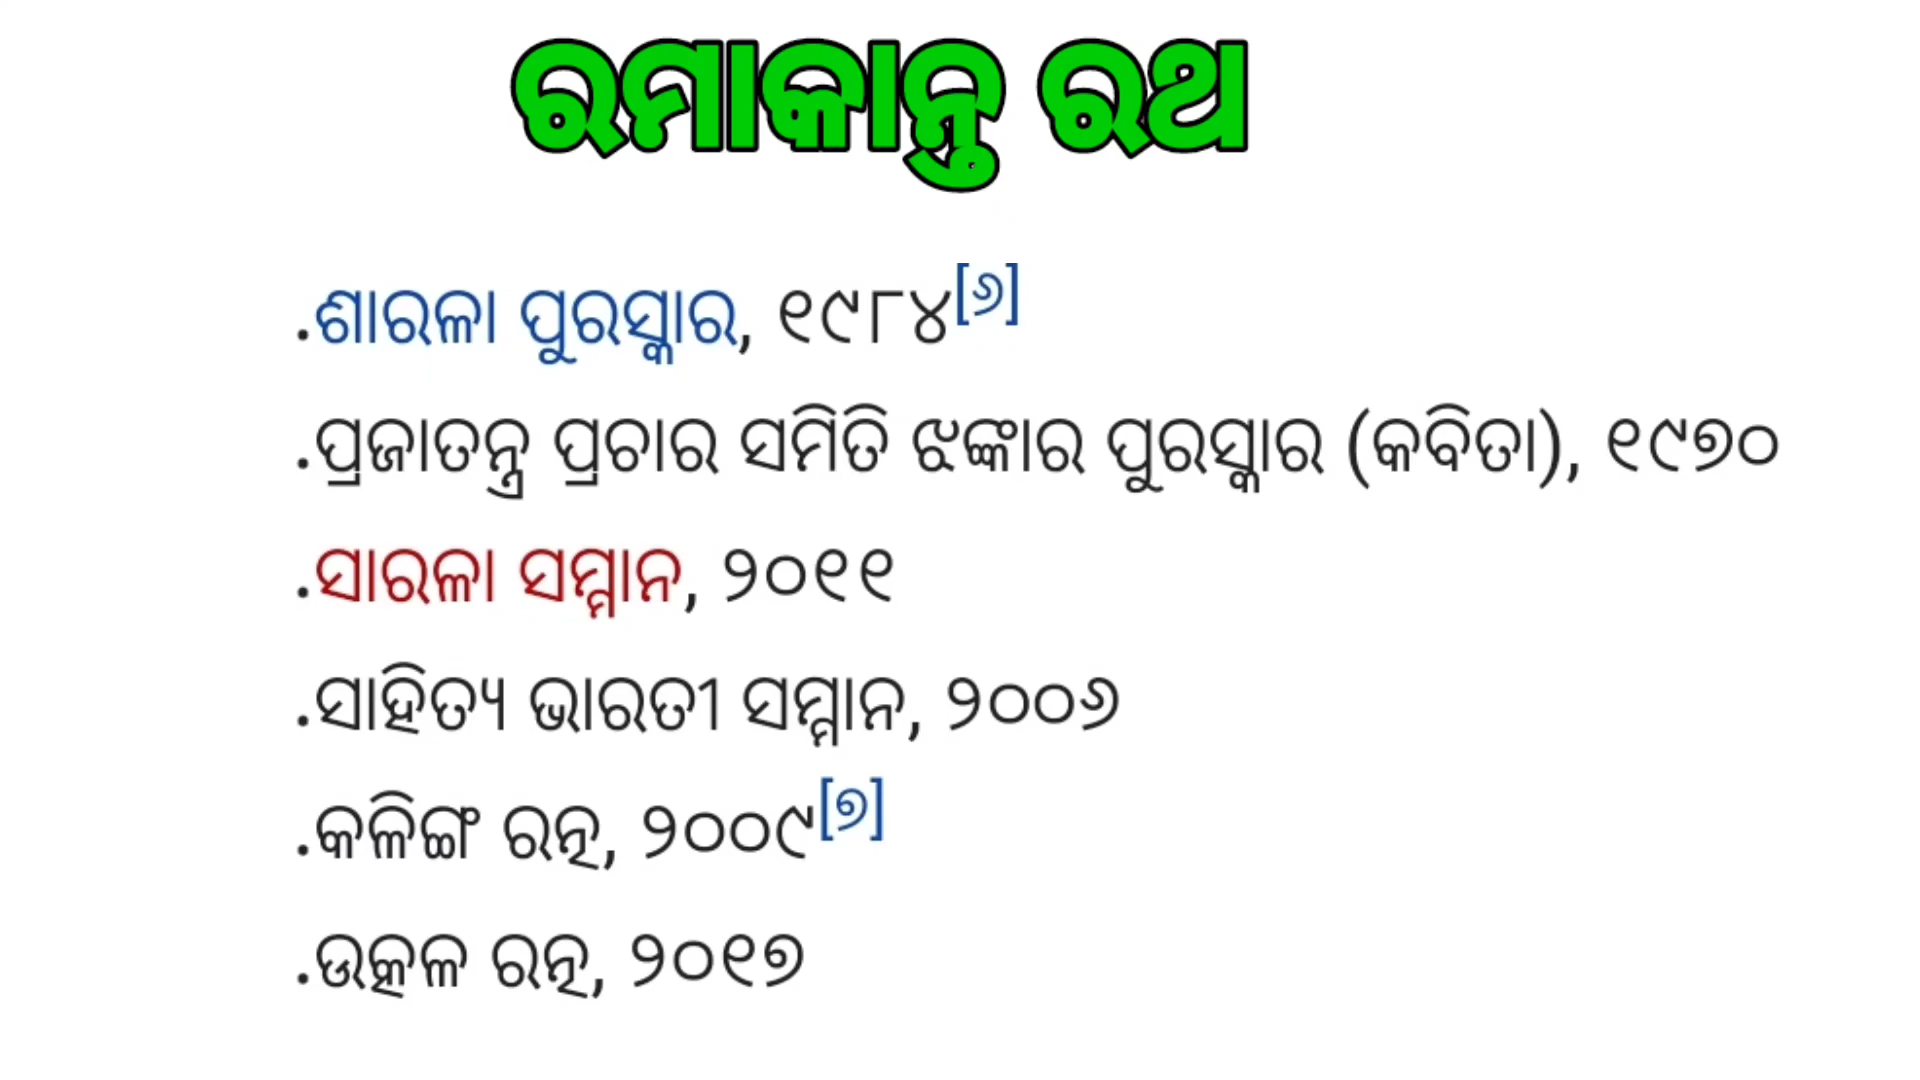 ରମାକାନ୍ତ ରଥ
.ଶାରଳା ପୁରସ୍କାର, ୧୯୮୪[୬]
.ପ୍ରଜାତନ୍ତ୍ର ପ୍ରଚାର ସମିତି ଝଙ୍କାର ପୁରସ୍କାର (କବିତା), ୧୯୭୦
.ସାରଳା ସମ୍ମାନ, ୨୦୧୧
.ସାହିତ୍ୟ ଭାରତୀ ସମ୍ମାନ, ୨୦୦୬
.କଳିଙ୍ଗ ରତ୍ନ, ୨୦୦୯[୭]
.ଉତ୍କଳ ରତ୍ନ, ୨୦୧୭